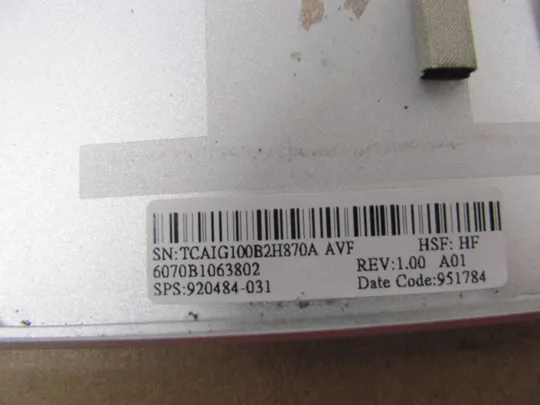 SN:TCAIG100B2H870A AVF HSF: HF
6070B1063802 REV:1.00 A01
SPS:920484-031 Date Code:951784